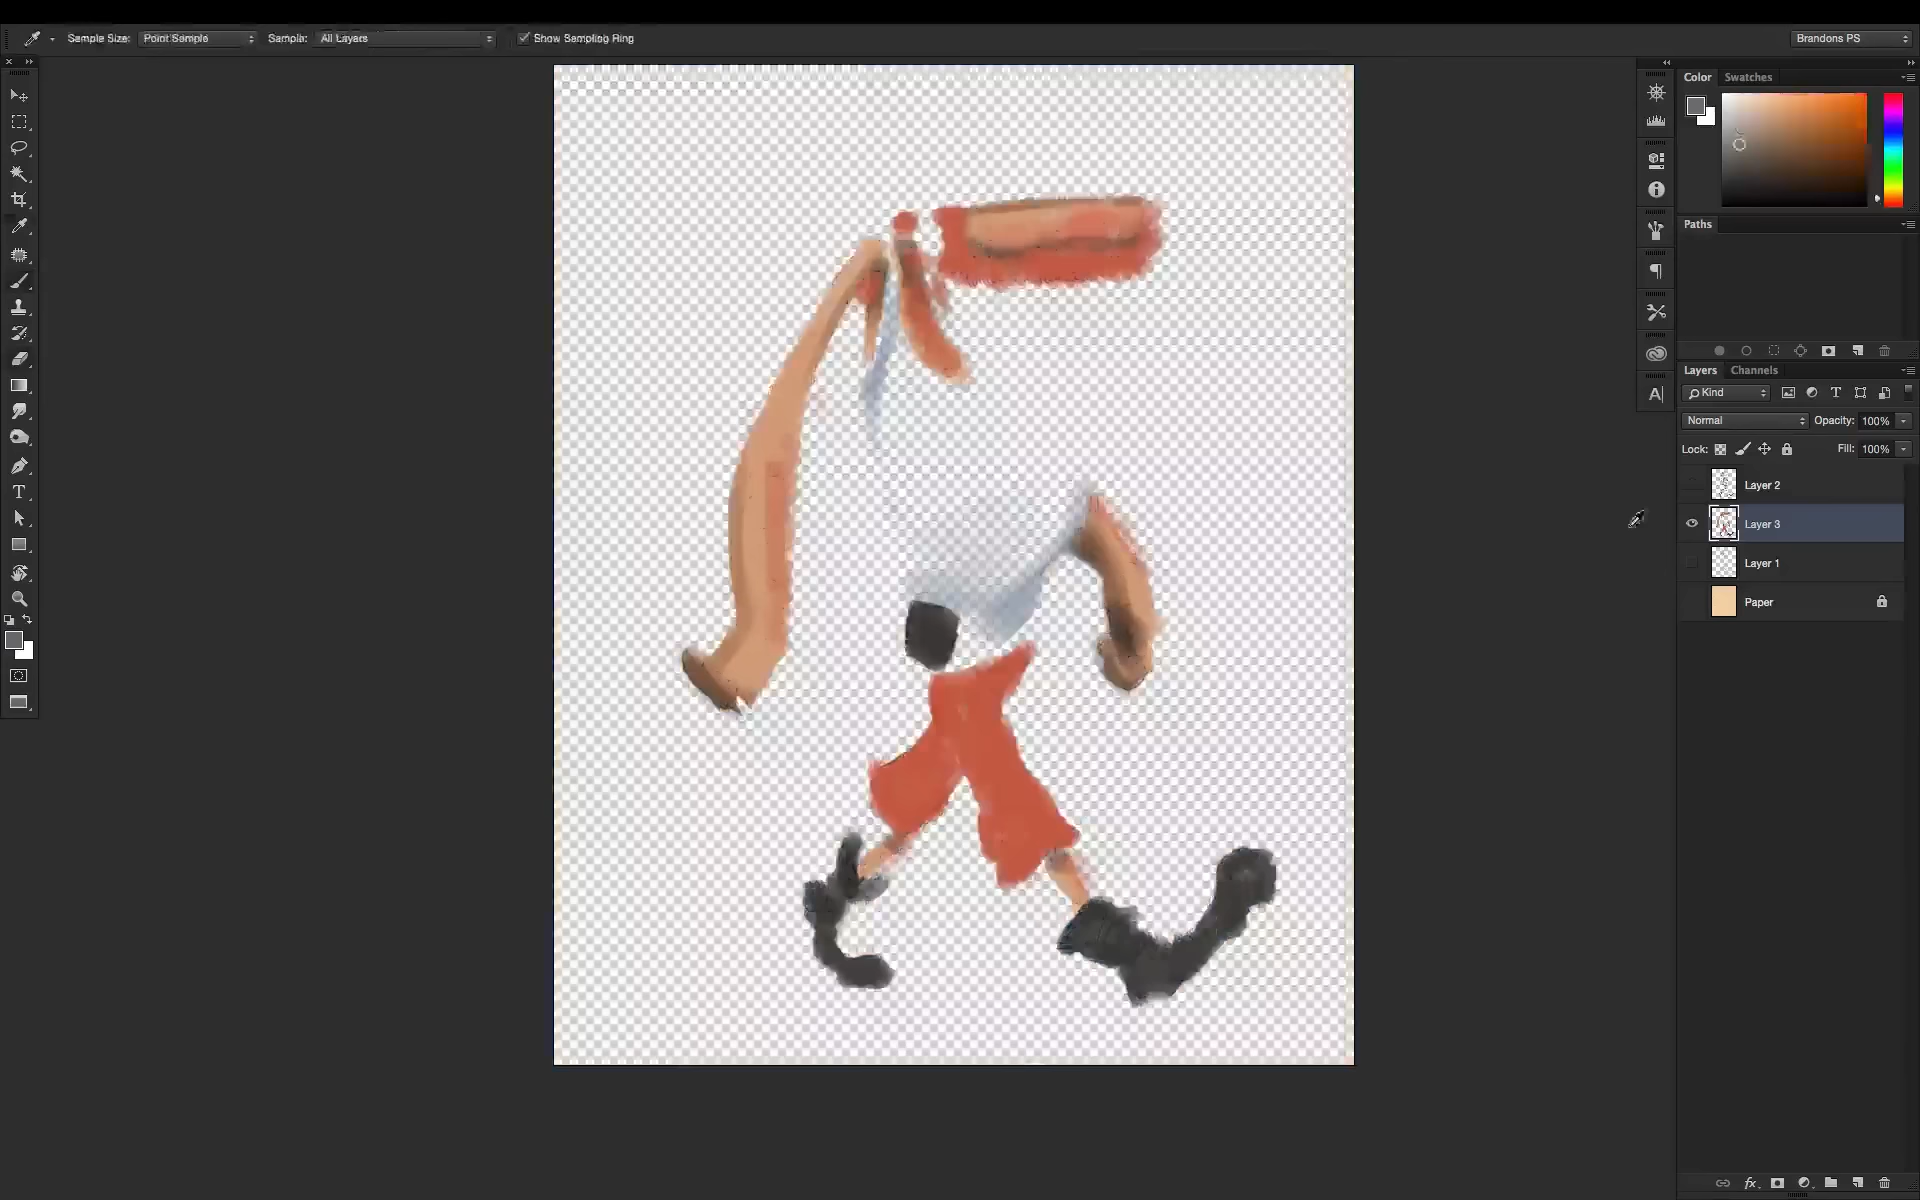 Sample Size: Point Sample Sample: All Layers Show Sampling Ring Brandons PS
Color Swatches
Paths
Layers Channels
Kind
Normal Opacity: 100%
Lock: Fill: 100%
Layer 2
Layer 3
Layer 1
Paper